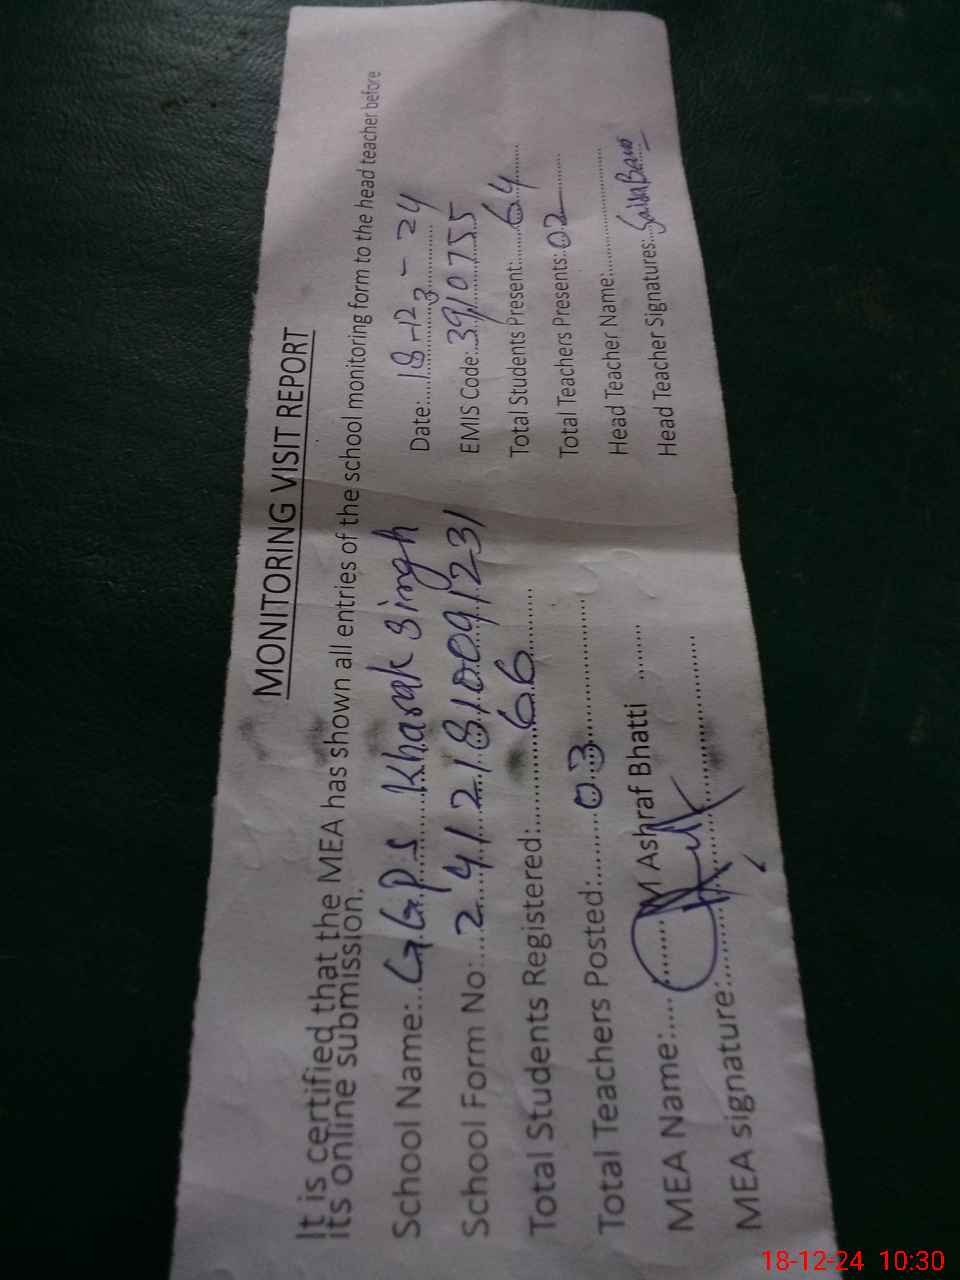 MONITORING VISIT REPORT
It is certified that the MEA has shown all entries of the school monitoring form to the head teacher before
its online submission.
School Name:...G.G.P.S Kharak Singh
Date:...18-12-24
School Form No:...24121810091231
EMIS Code:..3910755
Total Students Registered:...66
Total Students Present:...64
Total Teachers Posted:...03
Total Teachers Presents:02
MEA Name:...M Ashraf Bhatti
Head Teacher Name:...
MEA signature:...
Head Teacher Signatures:...
18-12-24 10:30